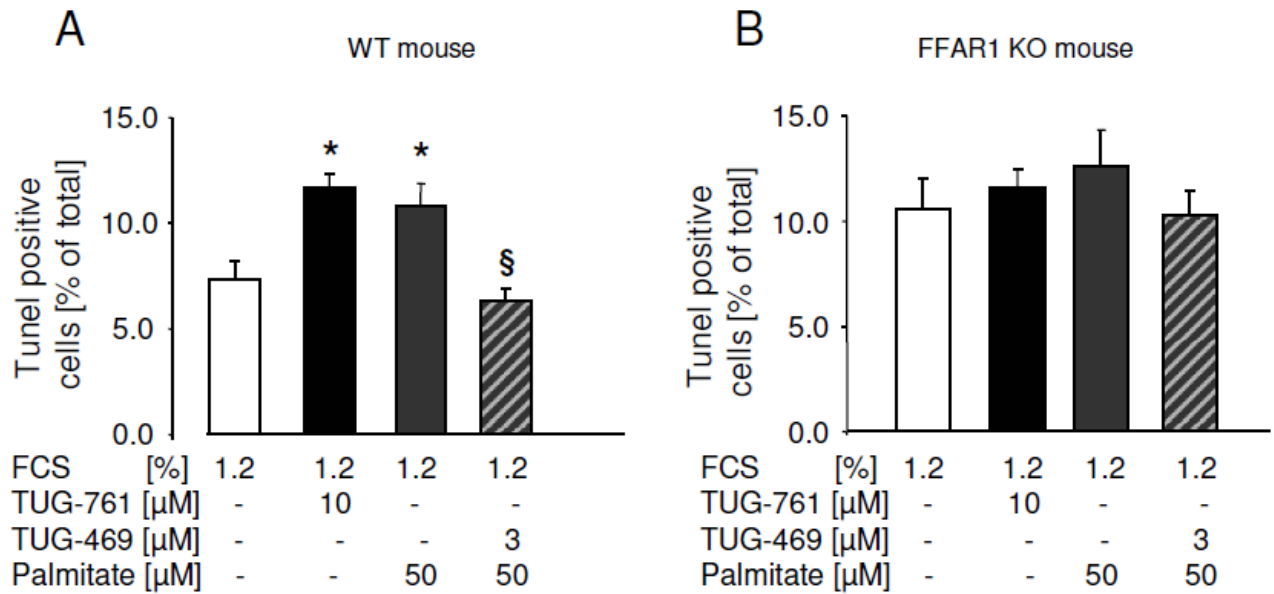 A
WT mouse
Tunel positive
cells [% of total]
15.0
10.0
5.0
0.0
* * §
FCS [%] 1.2 1.2 1.2 1.2
TUG-761 [µM] - 10 - -
TUG-469 [µM] - - - 3
Palmitate [µM] - - 50 50
B
FFAR1 KO mouse
Tunel positive
cells [% of total]
15.0
10.0
5.0
0.0
FCS [%] 1.2 1.2 1.2 1.2
TUG-761 [µM] - 10 - -
TUG-469 [µM] - - - 3
Palmitate [µM] - - 50 50